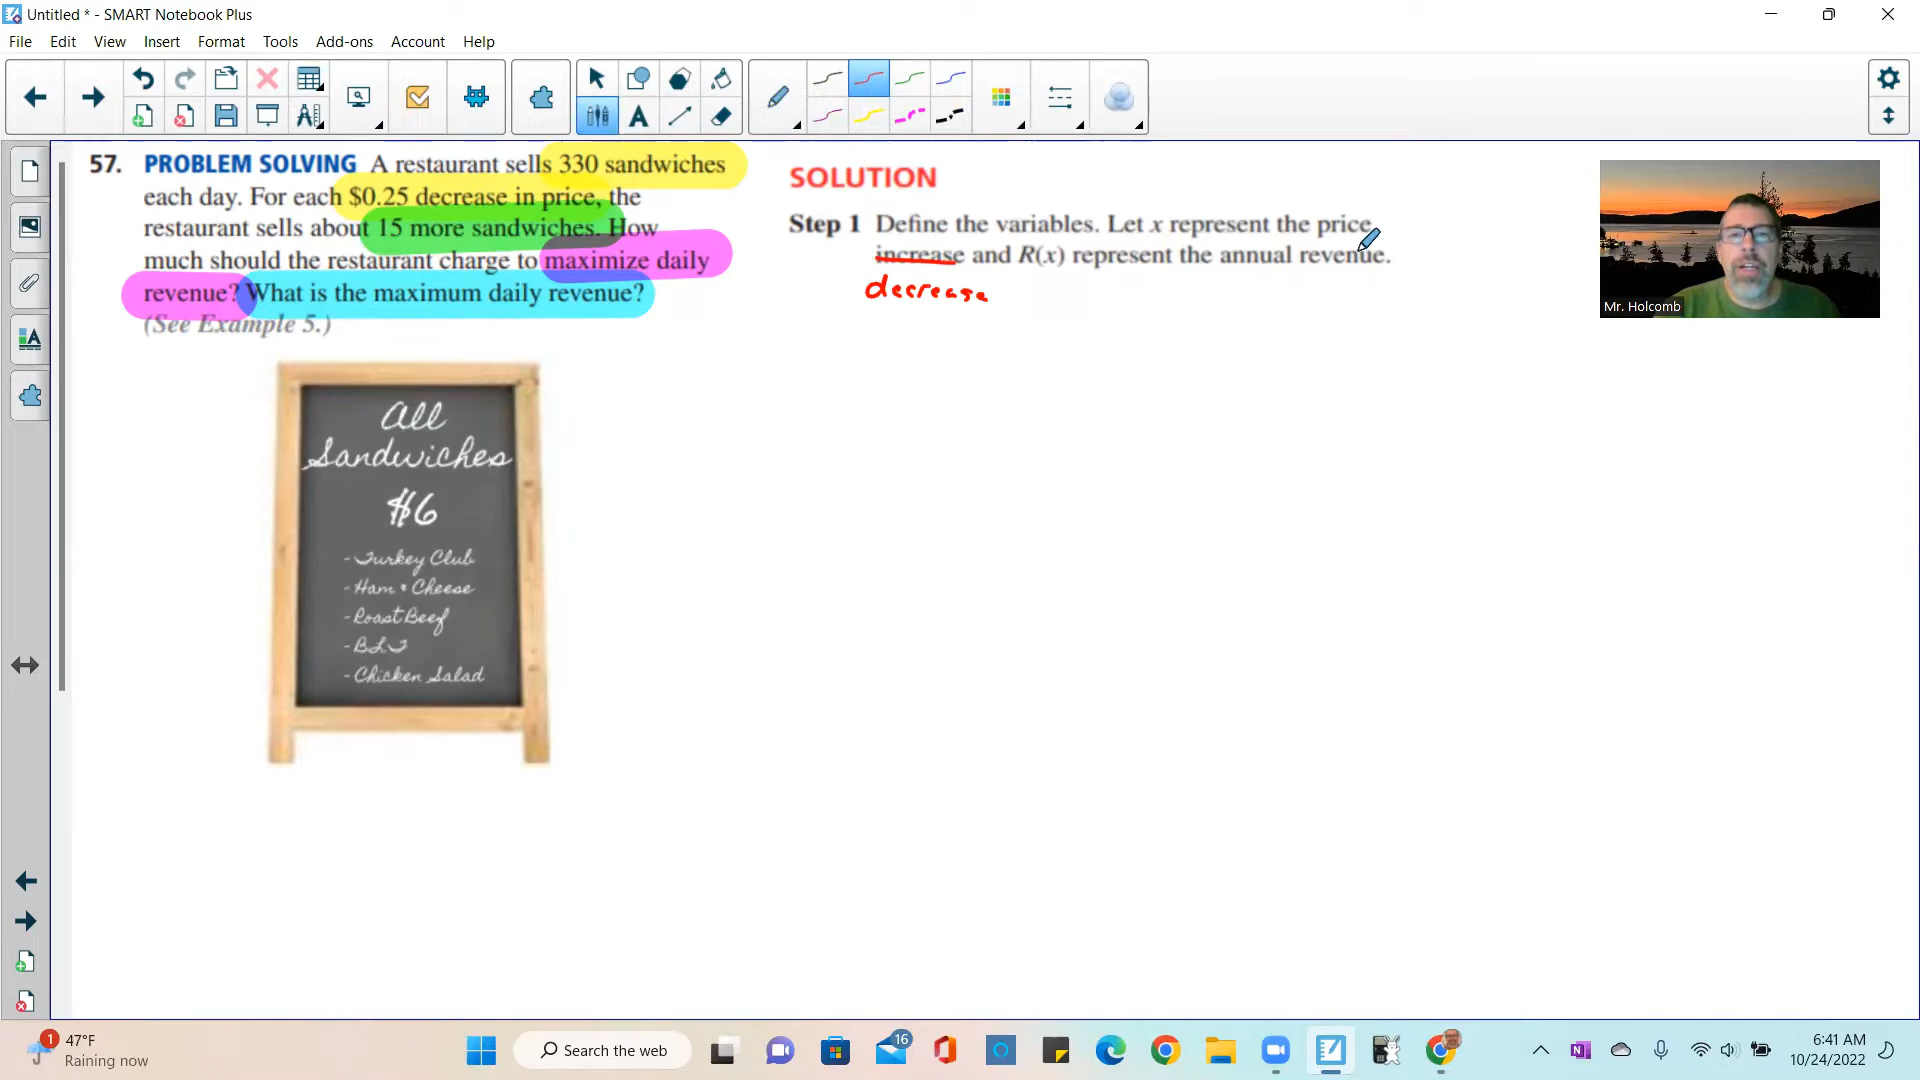 Untitled * - SMART Notebook Plus
File Edit View Insert Format Tools Add-ons Account Help
57. PROBLEM SOLVING A restaurant sells 330 sandwiches
each day. For each $0.25 decrease in price, the
restaurant sells about 15 more sandwiches. How
much should the restaurant charge to maximize daily
revenue? What is the maximum daily revenue?
(See Example 5.)
All
Sandwiches
$6
- Turkey Club
- Ham & Cheese
- Roast Beef
- BLT
- Chicken Salad
SOLUTION
Step 1 Define the variables. Let x represent the price
increase and R(x) represent the annual revenue.
decrease
Mr. Holcomb
1
47°F
Raining now
Search the web
16
6:41 AM
10/24/2022